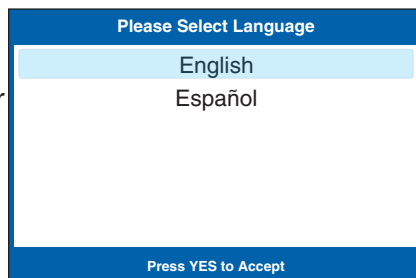 Please Select Language
English
r
Español
Press YES to Accept